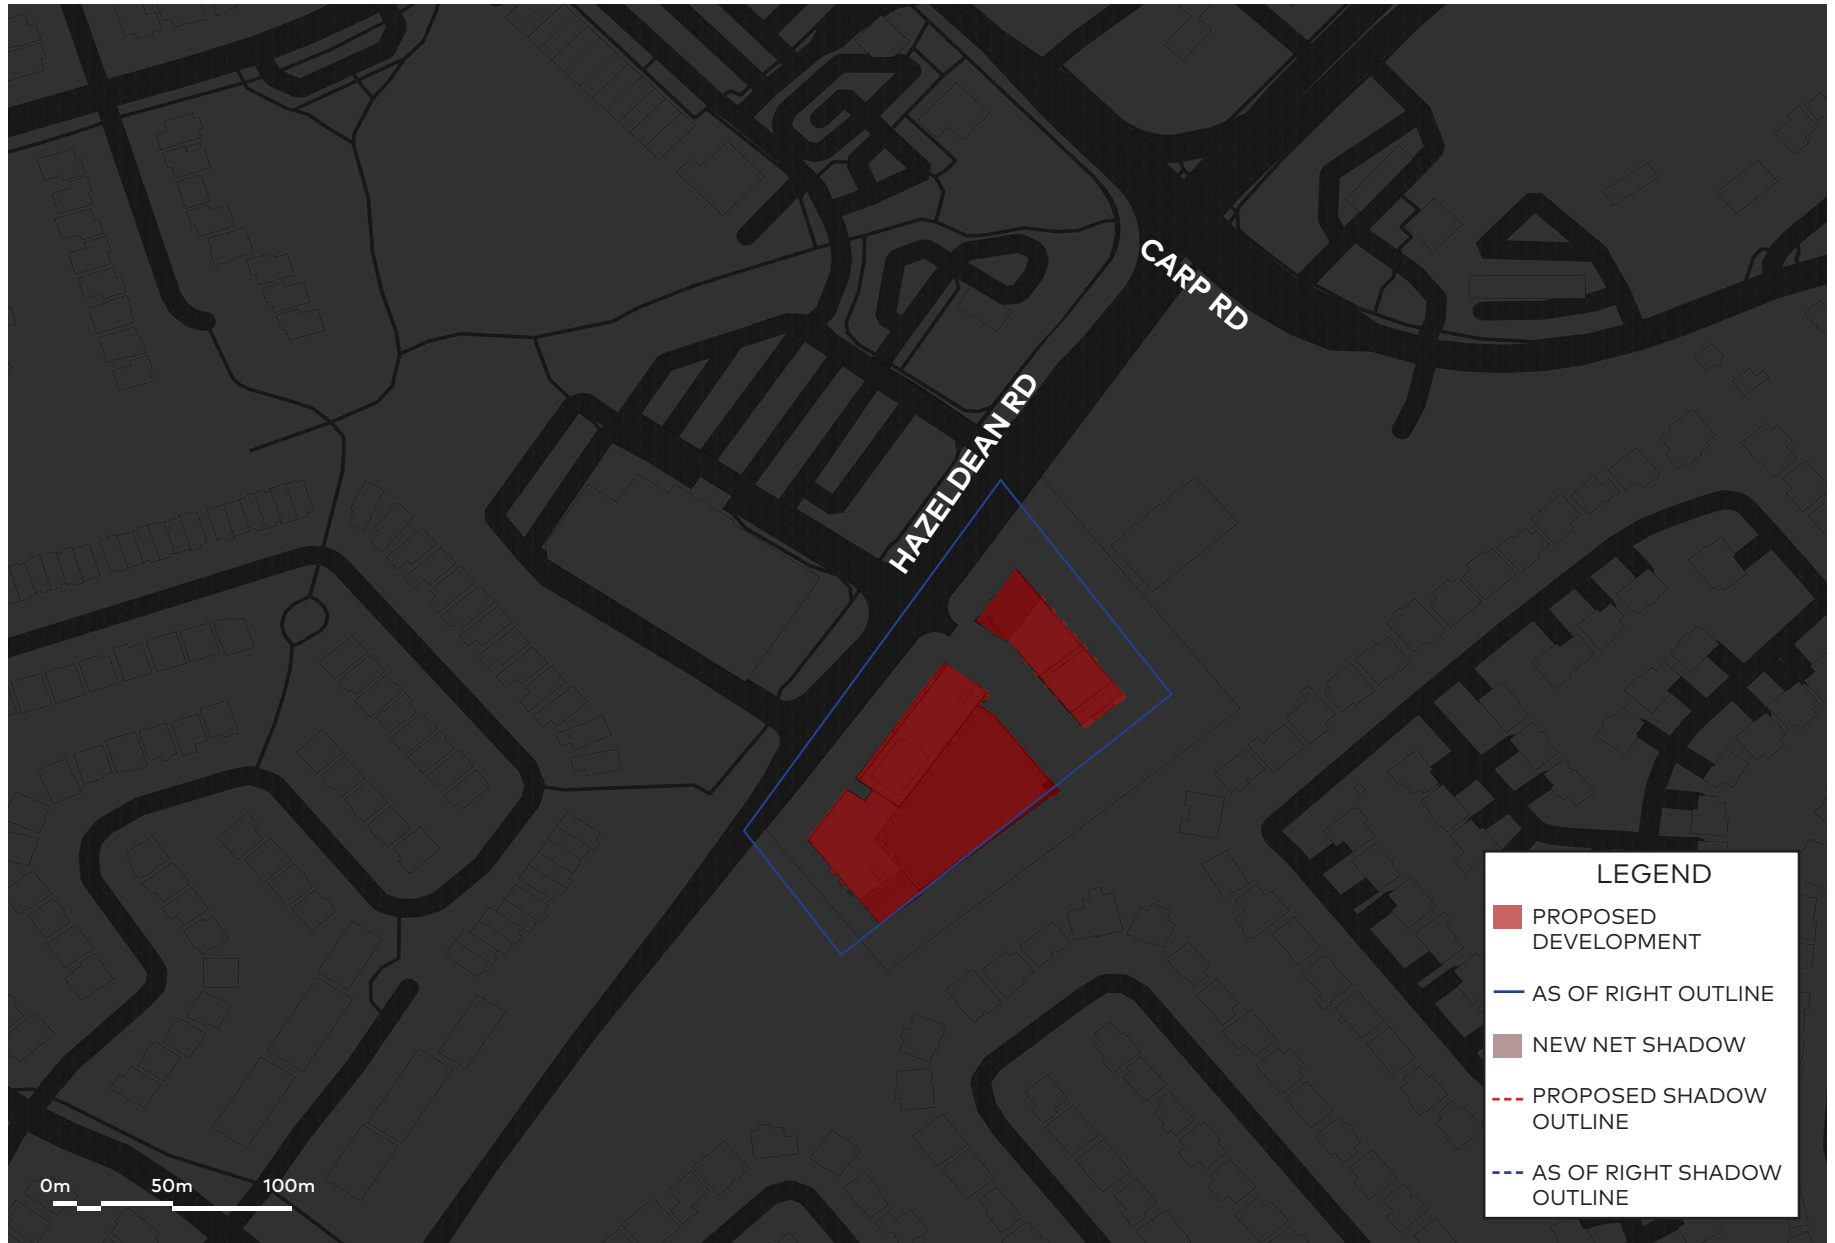 CARP RD
HAZELDEAN RD
LEGEND
PROPOSED
DEVELOPMENT
AS OF RIGHT OUTLINE
NEW NET SHADOW
PROPOSED SHADOW
OUTLINE
AS OF RIGHT SHADOW
OUTLINE
0m 50m 100m